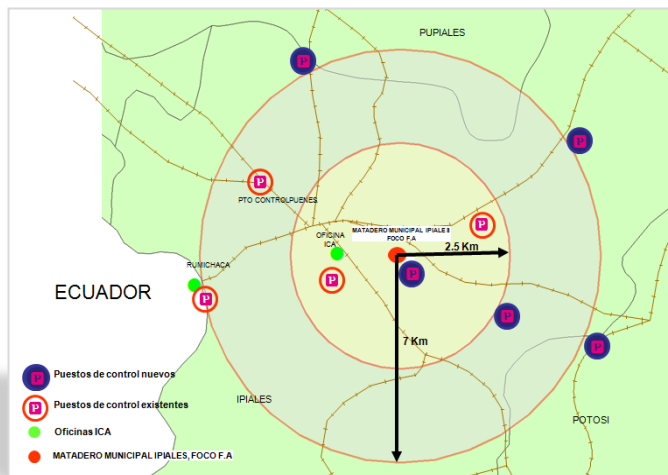 PUPIALES
P
P
P
PTO CONTROLPUENES
P
MATADERO MUNICIPAL IPIALES
FOCO F.A
OFICINA
ICA
2.5 Km
RUMICHACA
P
P
ECUADOR
P
P
7 Km
P
P Puestos de control nuevos
P Puestos de control existentes
IPIALES
POTOSI
Oficinas ICA
MATADERO MUNICIPAL IPIALES, FOCO F.A